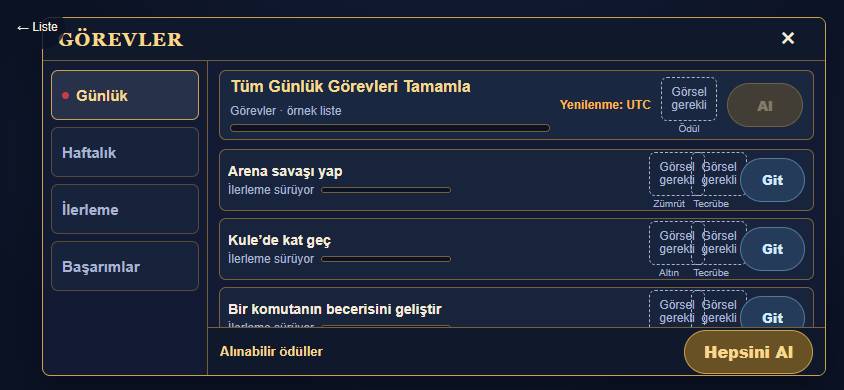 ← Liste
GÖREVLER
×
Günlük
Haftalık
İlerleme
Başarımlar
Tüm Günlük Görevleri Tamamla
Görevler · örnek liste
Yenilenme: UTC
Görsel
gerekli
Ödül
Al
Arena savaşı yap
İlerleme sürüyor
Görsel
gerekli
Zümrüt
Görsel
gerekli
Tecrübe
Git
Kule’de kat geç
İlerleme sürüyor
Görsel
gerekli
Altın
Görsel
gerekli
Tecrübe
Git
Bir komutanın becerisini geliştir
İlerleme sürüyor
Görsel
gerekli
Görsel
gerekli
Git
Alınabilir ödüller
Hepsini Al